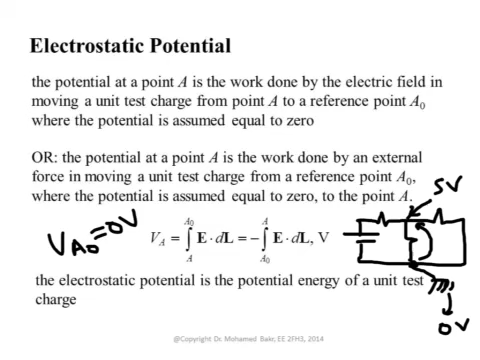 Electrostatic Potential
the potential at a point A is the work done by the electric field in
moving a unit test charge from point A to a reference point A₀
where the potential is assumed equal to zero
OR: the potential at a point A is the work done by an external
force in moving a unit test charge from a reference point A₀,
where the potential is assumed equal to zero, to the point A.
5V
V_A₀ = 0V
V_A = ∫_A^A₀ E · dL = −∫_A₀^A E · dL, V
the electrostatic potential is the potential energy of a unit test
charge
0V
@Copyright Dr. Mohamed Bakr, EE 2FH3, 2014